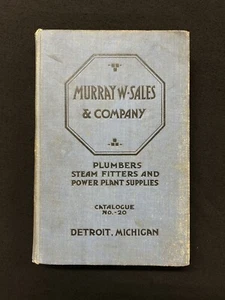 MURRAY W. SALES
& COMPANY
PLUMBERS
STEAM FITTERS AND
POWER PLANT SUPPLIES
CATALOGUE
NO.-20
DETROIT, MICHIGAN